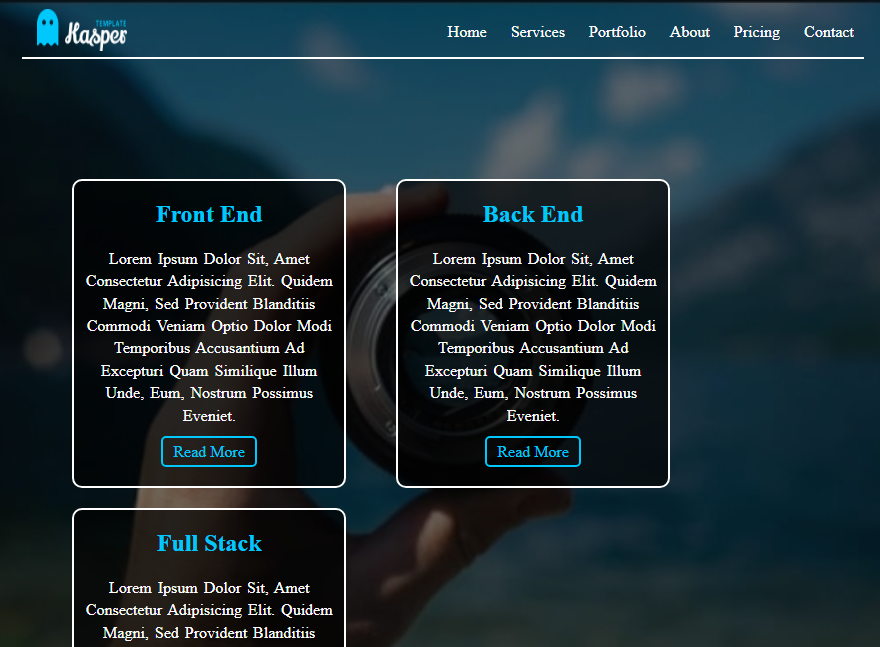 TEMPLATE
Kasper
Home Services Portfolio About Pricing Contact
Front End
Lorem Ipsum Dolor Sit, Amet
Consectetur Adipisicing Elit. Quidem
Magni, Sed Provident Blanditiis
Commodi Veniam Optio Dolor Modi
Temporibus Accusantium Ad
Excepturi Quam Similique Illum
Unde, Eum, Nostrum Possimus
Eveniet.
Read More
Back End
Lorem Ipsum Dolor Sit, Amet
Consectetur Adipisicing Elit. Quidem
Magni, Sed Provident Blanditiis
Commodi Veniam Optio Dolor Modi
Temporibus Accusantium Ad
Excepturi Quam Similique Illum
Unde, Eum, Nostrum Possimus
Eveniet.
Read More
Full Stack
Lorem Ipsum Dolor Sit, Amet
Consectetur Adipisicing Elit. Quidem
Magni, Sed Provident Blanditiis